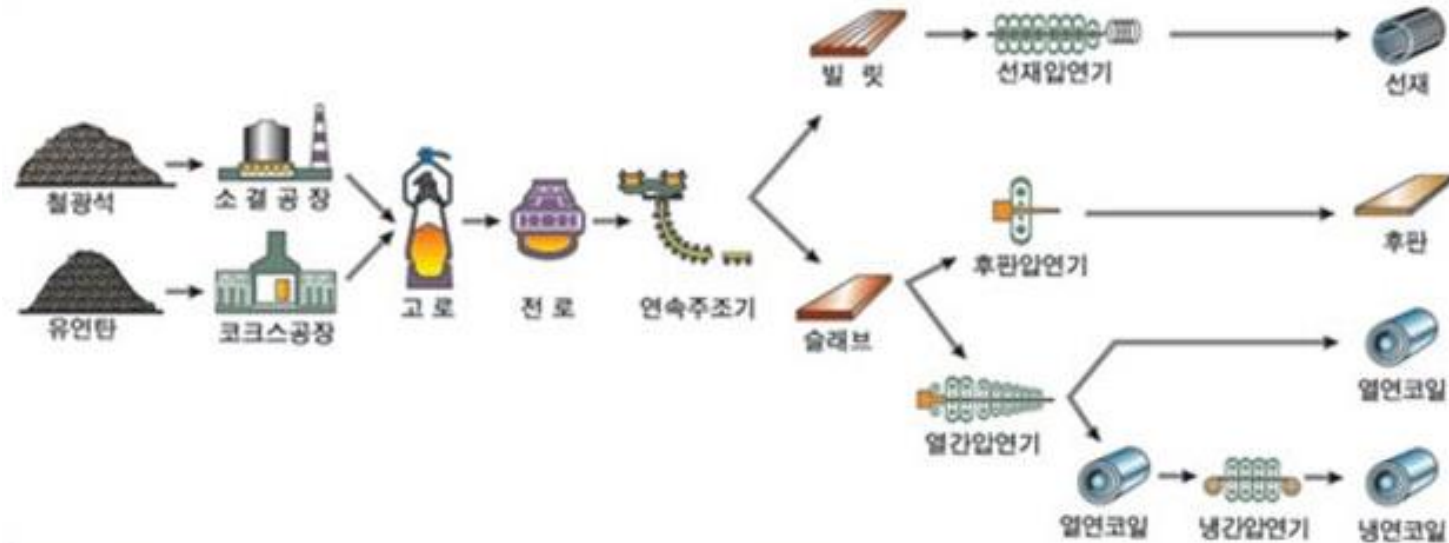 빌 릿
선재압연기
선재
철광석
소 결 공 장
유연탄
코크스공장
고 로
전 로
연속주조기
슬래브
후판압연기
후판
열간압연기
열연코일
열연코일
냉간압연기
냉연코일